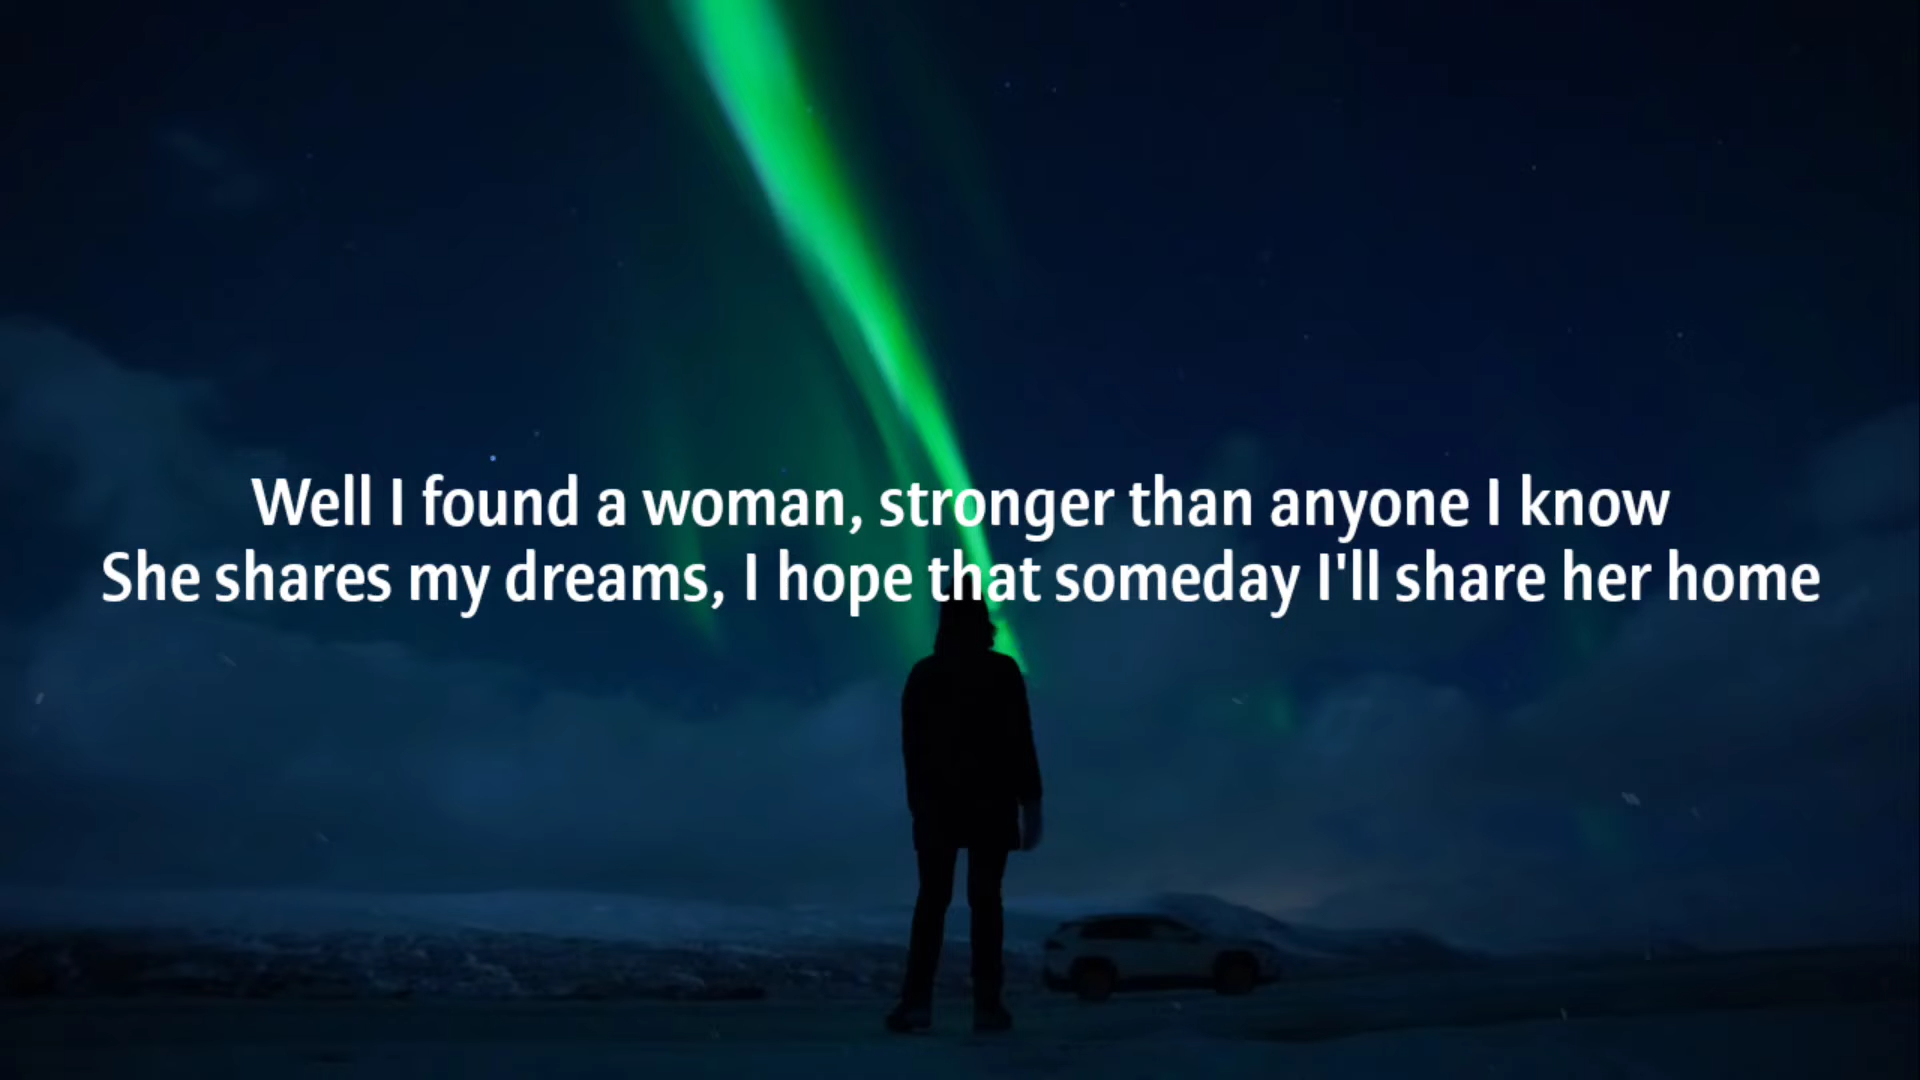 Well I found a woman, stronger than anyone I know
She shares my dreams, I hope that someday I'll share her home